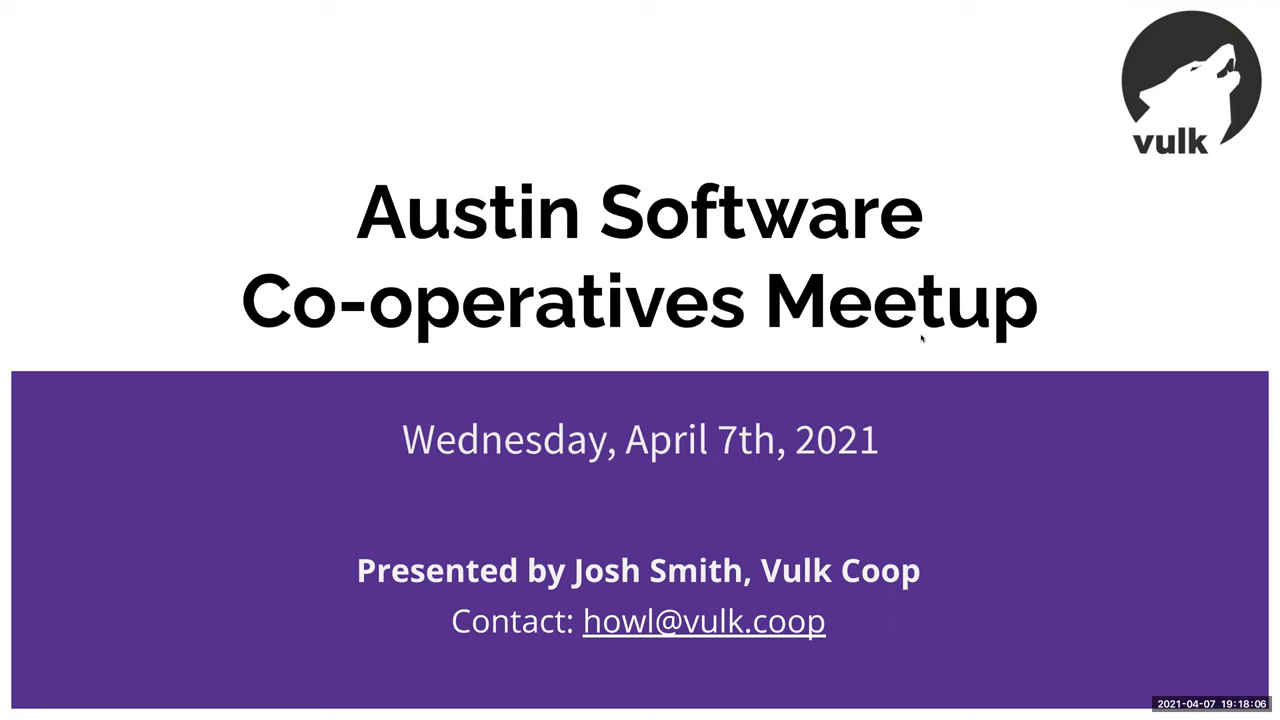 vulk
Austin Software
Co-operatives Meetup
Wednesday, April 7th, 2021
Presented by Josh Smith, Vulk Coop
Contact: howl@vulk.coop
2021-04-07 19:18:06